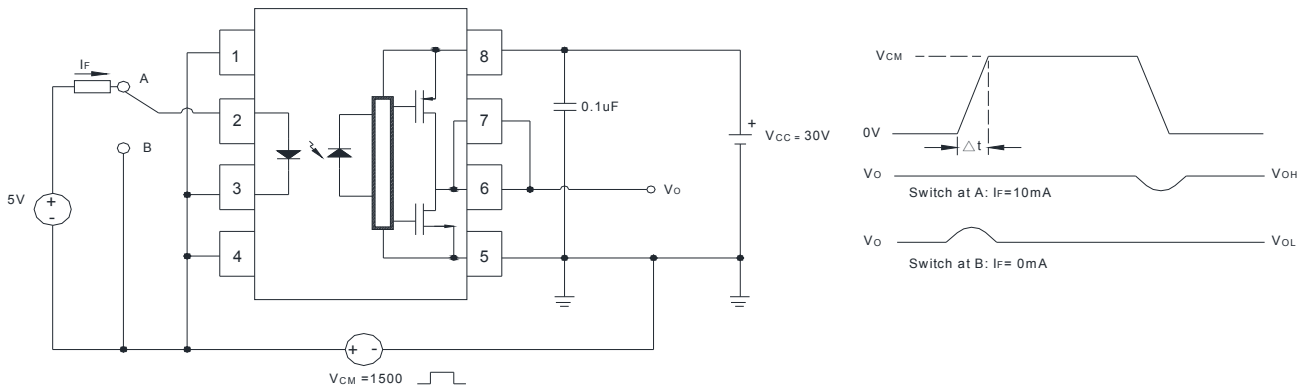 IF
A
B
5V
+
-
1
2
3
4
8
7
6
5
0.1uF
+
VCC = 30V
VO
+ -
VCM =1500
VCM
0V
△t
VO
VOH
Switch at A: IF=10mA
VO
VOL
Switch at B: IF= 0mA